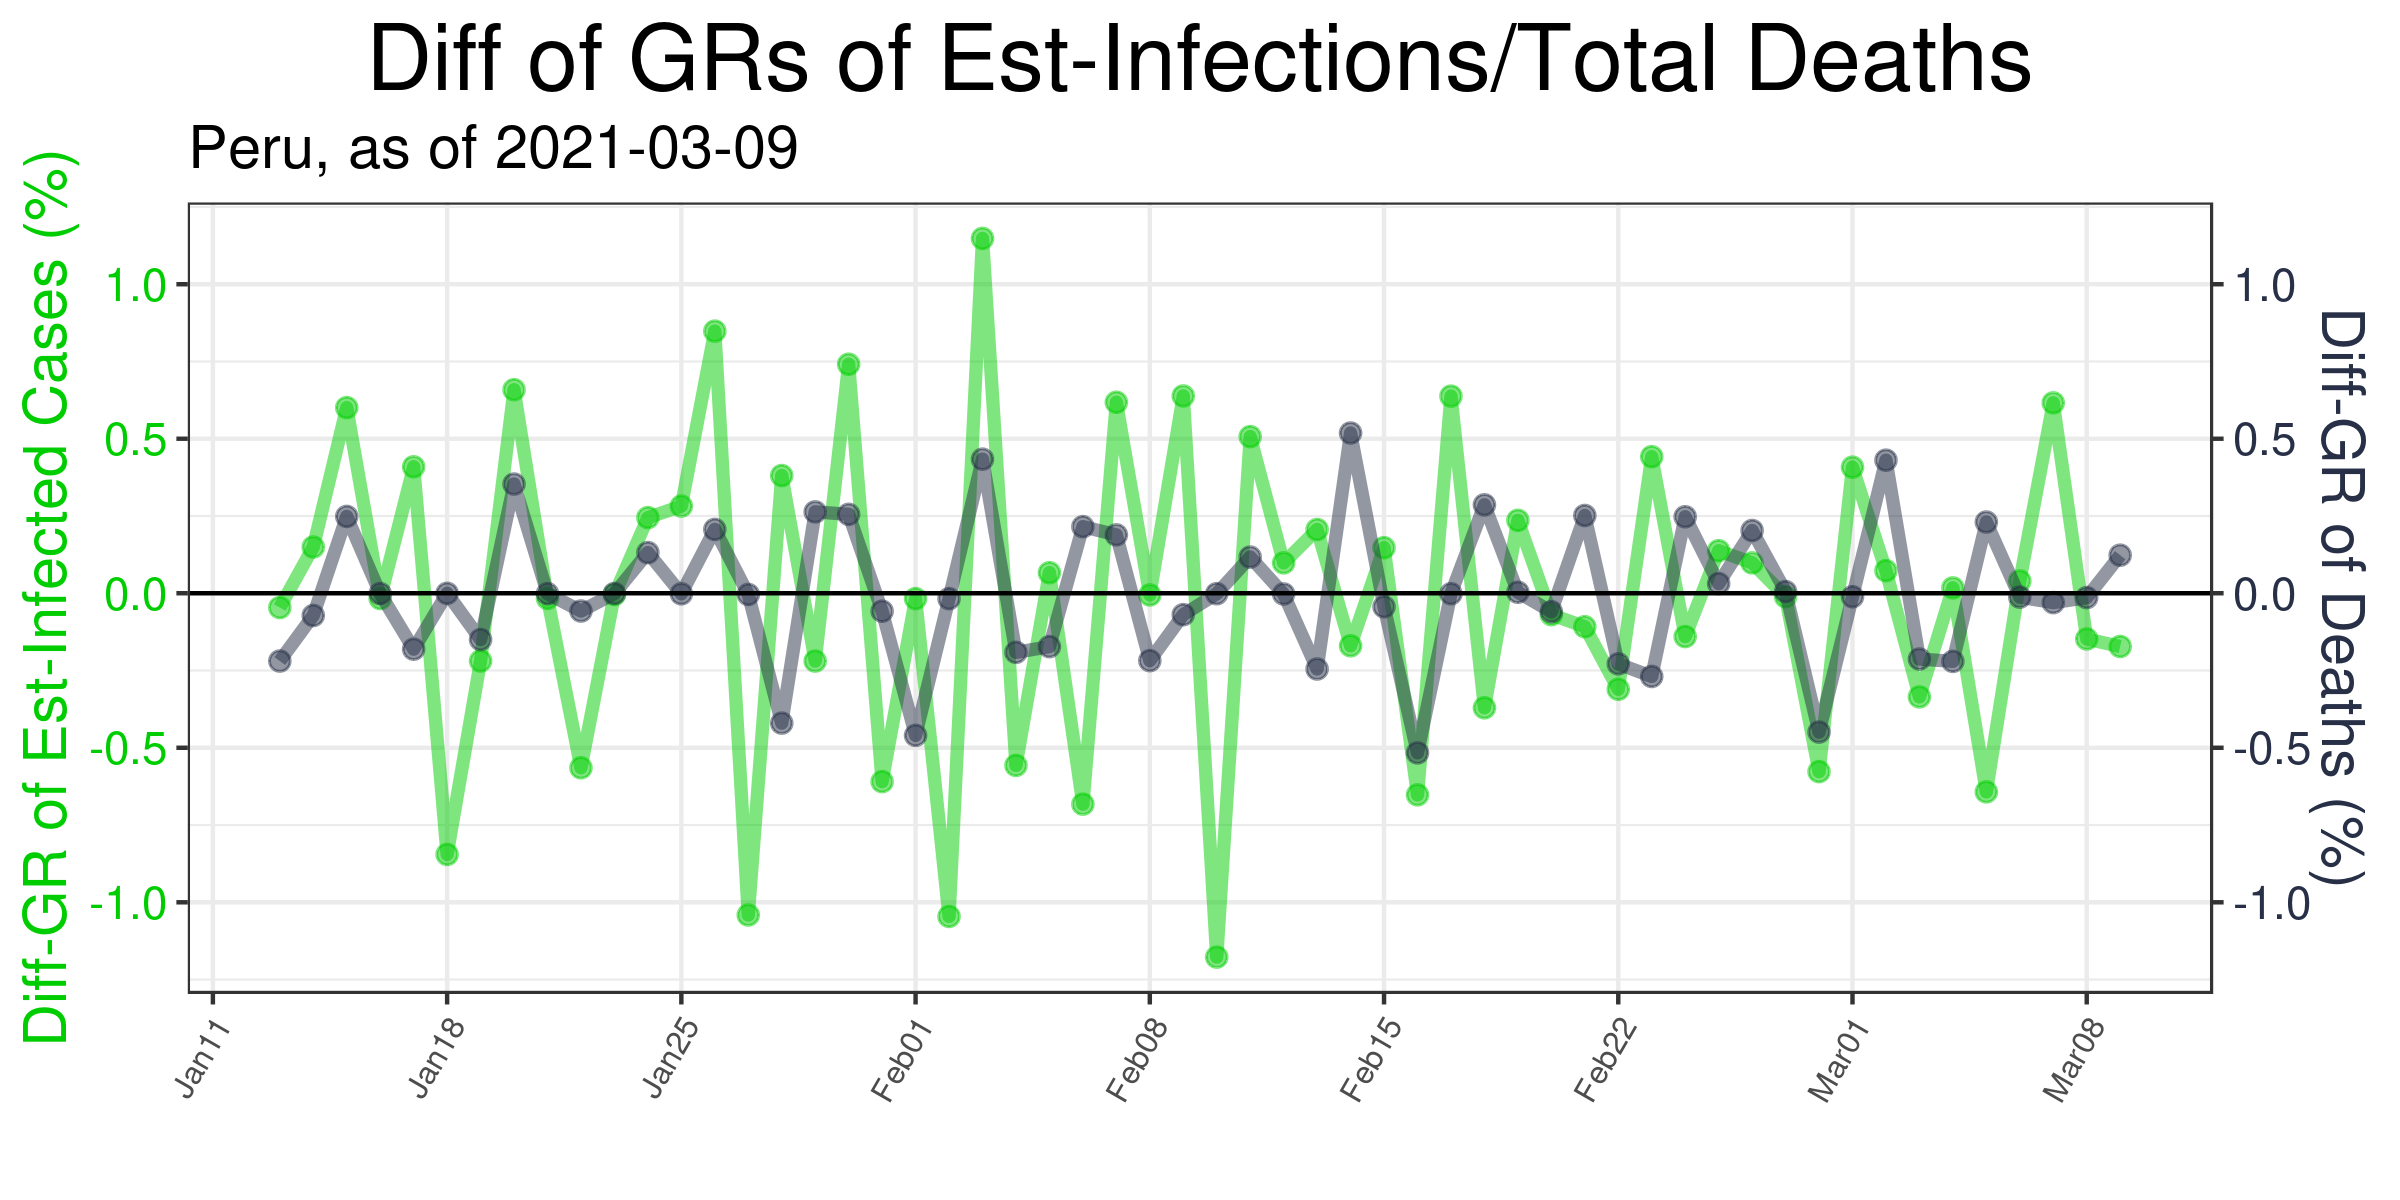 Diff of GRs of Est-Infections/Total Deaths
Peru, as of 2021-03-09
Diff-GR of Est-Infected Cases (%)
1.0
0.5
0.0
-0.5
-1.0
1.0
0.5
0.0
-0.5
-1.0
Diff-GR of Deaths (%)
Jan11
Jan18
Jan25
Feb01
Feb08
Feb15
Feb22
Mar01
Mar08